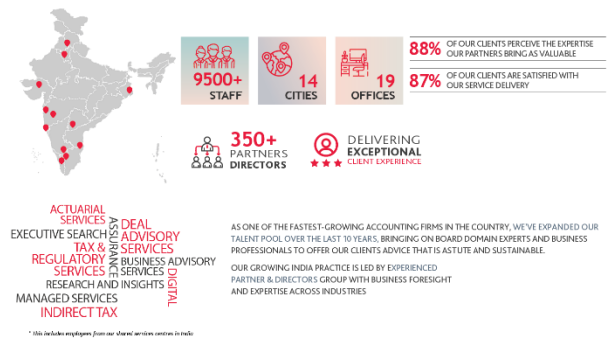 9500+
STAFF
14
CITIES
19
OFFICES
88% OF OUR CLIENTS PERCEIVE THE EXPERTISE
OUR PARTNERS BRING AS VALUABLE
87% OF OUR CLIENTS ARE SATISFIED WITH
OUR SERVICE DELIVERY
350+
PARTNERS
DIRECTORS
DELIVERING
EXCEPTIONAL
CLIENT EXPERIENCE
ACTUARIAL
SERVICES
EXECUTIVE SEARCH
TAX &
REGULATORY
SERVICES
ASSURANCE
DEAL
ADVISORY
SERVICES
BUSINESS ADVISORY
SERVICES
DIGITAL
RESEARCH AND INSIGHTS
MANAGED SERVICES
INDIRECT TAX
AS ONE OF THE FASTEST-GROWING ACCOUNTING FIRMS IN THE COUNTRY, WE'VE EXPANDED OUR
TALENT POOL OVER THE LAST 10 YEARS, BRINGING ON BOARD DOMAIN EXPERTS AND BUSINESS
PROFESSIONALS TO OFFER OUR CLIENTS ADVICE THAT IS ASTUTE AND SUSTAINABLE.
OUR GROWING INDIA PRACTICE IS LED BY EXPERIENCED
PARTNER & DIRECTORS GROUP WITH BUSINESS FORESIGHT
AND EXPERTISE ACROSS INDUSTRIES
* this includes employees from our shared services centres in India